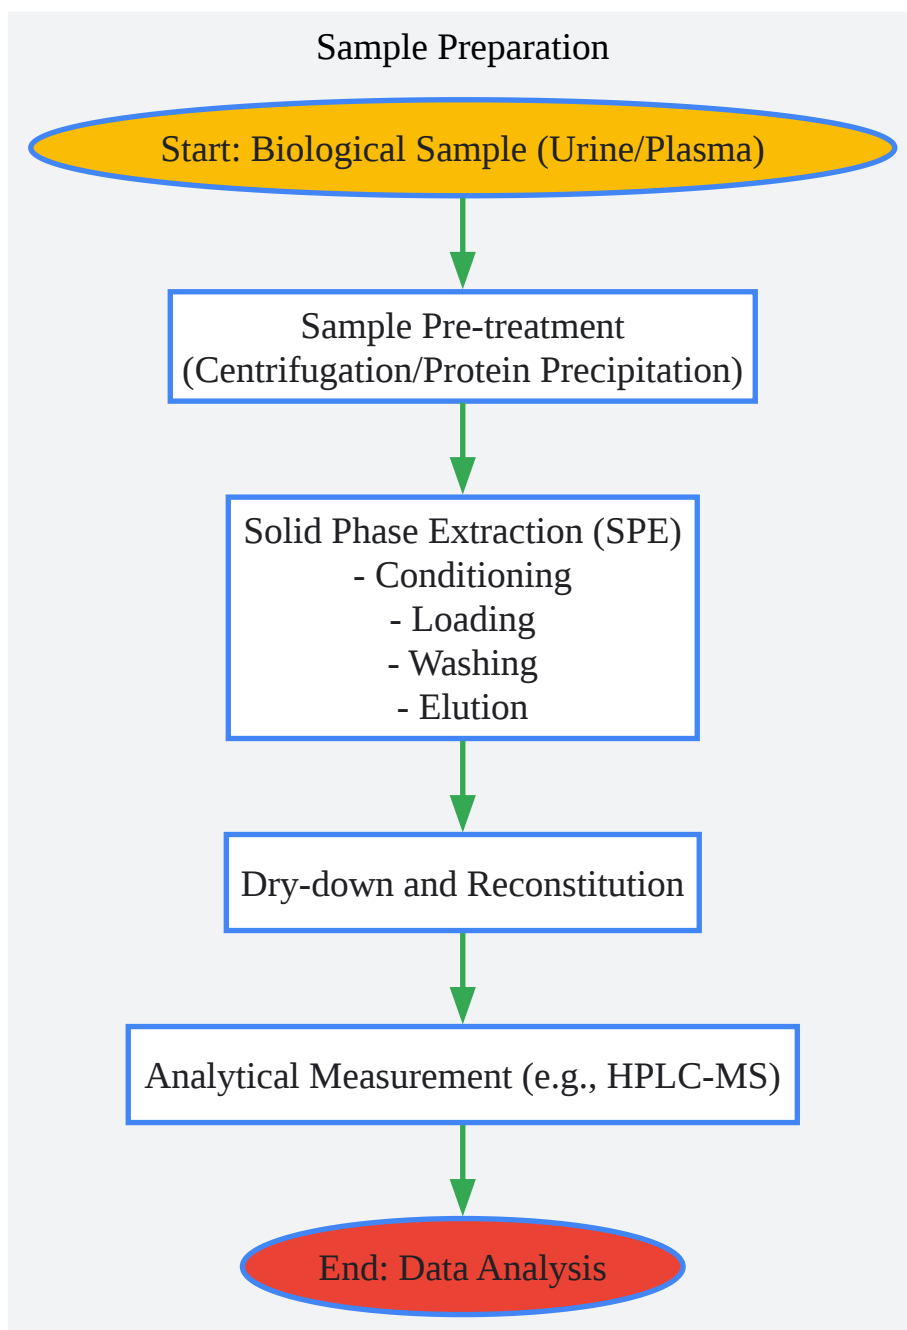 Sample Preparation
Start: Biological Sample (Urine/Plasma)
Sample Pre-treatment
(Centrifugation/Protein Precipitation)
Solid Phase Extraction (SPE)
- Conditioning
- Loading
- Washing
- Elution
Dry-down and Reconstitution
Analytical Measurement (e.g., HPLC-MS)
End: Data Analysis